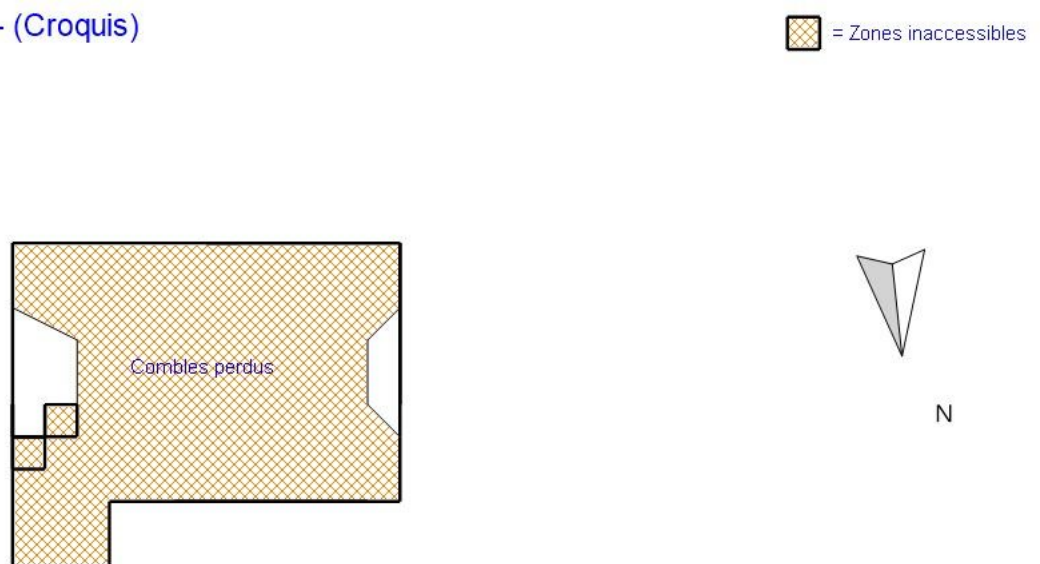 - (Croquis)
= Zones inaccessibles
Combles perdus
N